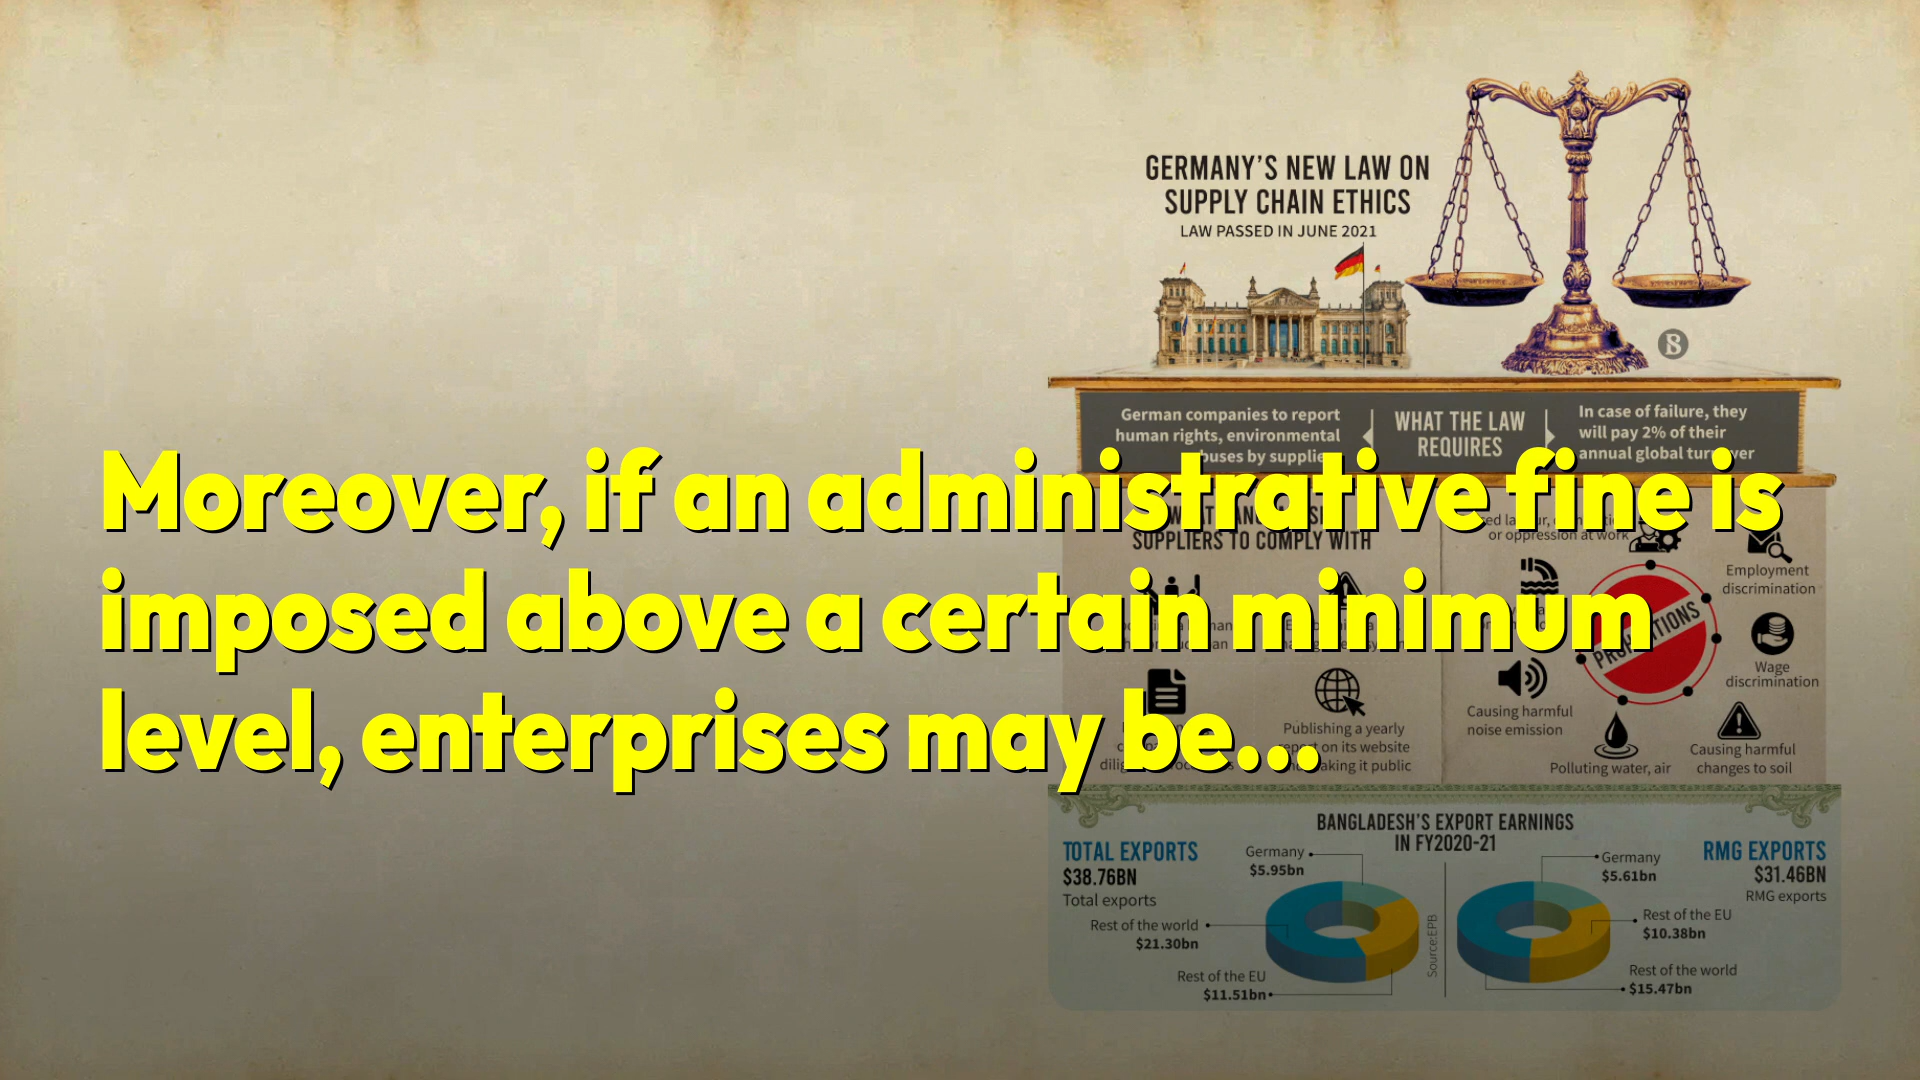 GERMANY'S NEW LAW ON
SUPPLY CHAIN ETHICS
LAW PASSED IN JUNE 2021
German companies to report
human rights, environmental
WHAT THE LAW
REQUIRES
In case of failure, they
will pay 2% of their
annual global
Moreover, if an administrative fine is
imposed above a certain minimum
level, enterprises may be...
SUPPLIERS TO COMPLY WITH
or oppression at work
Employment
discrimination
Wage
discrimination
Causing harmful
noise emission
Polluting water, air
Causing harmful
changes to soil
Publishing a yearly
on its website
it public
BANGLADESH'S EXPORT EARNINGS
IN FY2020-21
TOTAL EXPORTS
$38.76BN
Total exports
Germany
$5.95bn
Rest of the world
$21.30bn
Rest of the EU
$11.51bn
Source:EPB
RMG EXPORTS
$31.46BN
RMG exports
Germany
$5.61bn
Rest of the EU
$10.38bn
Rest of the world
$15.47bn